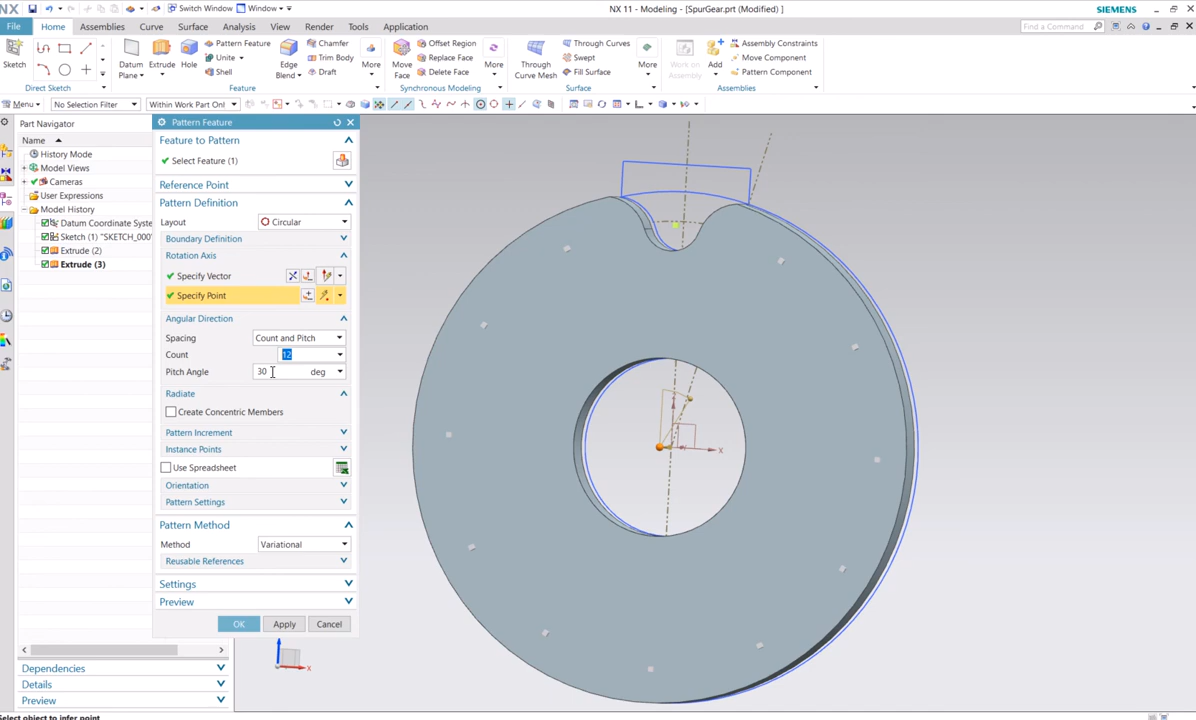 NX
Switch Window
Window
NX 11 - Modeling - [SpurGear.prt (Modified) ]
SIEMENS
File
Home
Assemblies
Curve
Surface
Analysis
View
Render
Tools
Application
Find a Command
Sketch
Direct Sketch
Datum
Plane
Extrude
Hole
Pattern Feature
Unite
Shell
Edge
Blend
Chamfer
Trim Body
Draft
More
Feature
Move
Face
Offset Region
Replace Face
Delete Face
More
Synchronous Modeling
Through
Curve Mesh
Through Curves
Swept
Fill Surface
More
Surface
Work on
Assembly
Add
Assembly Constraints
Move Component
Pattern Component
Assemblies
Menu
No Selection Filter
Within Work Part Onl
Part Navigator
Name
History Mode
Model Views
Cameras
User Expressions
Model History
Datum Coordinate Syste
Sketch (1) "SKETCH_000"
Extrude (2)
Extrude (3)
Dependencies
Details
Preview
Pattern Feature
Feature to Pattern
Select Feature (1)
Reference Point
Pattern Definition
Layout
Circular
Boundary Definition
Rotation Axis
Specify Vector
Specify Point
Angular Direction
Spacing
Count and Pitch
Count
12
Pitch Angle
30
deg
Radiate
Create Concentric Members
Pattern Increment
Instance Points
Use Spreadsheet
Orientation
Pattern Settings
Pattern Method
Method
Variational
Reusable References
Settings
Preview
OK
Apply
Cancel
X
X
Select object to infer point